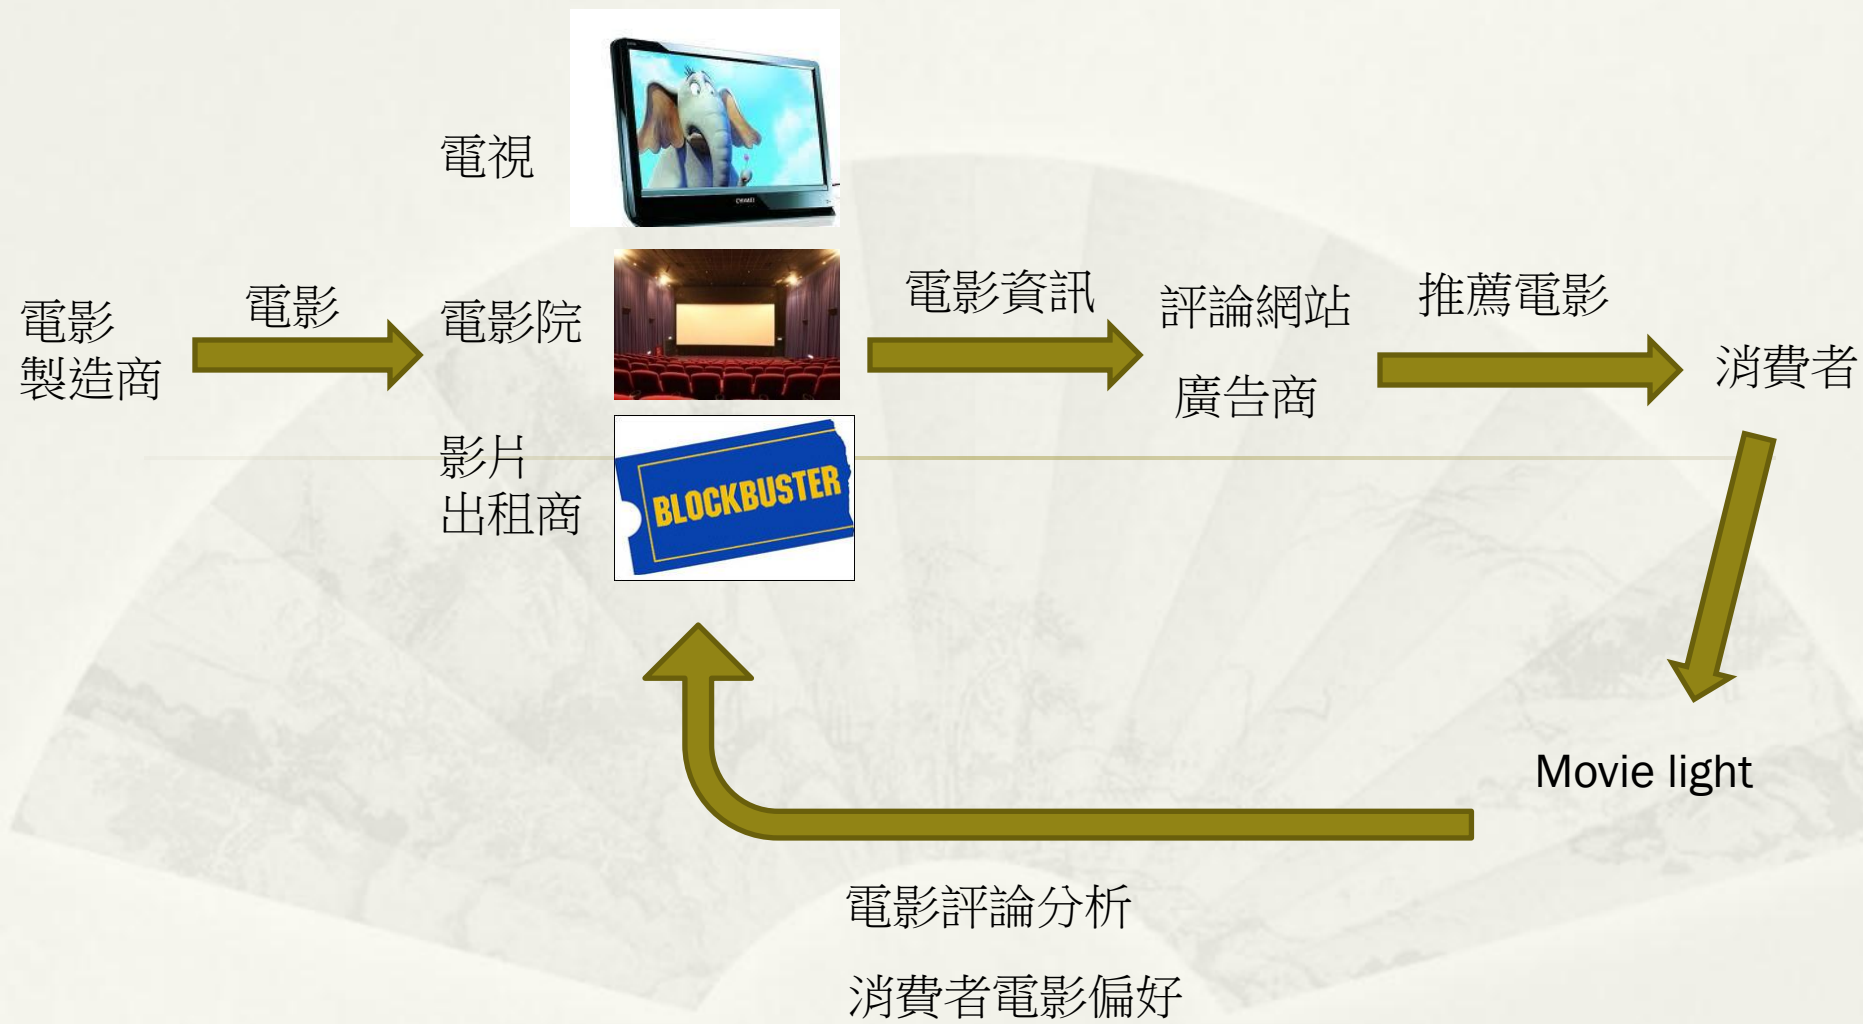 電視
電影
製造商
電影
電影院
影片
出租商
BLOCKBUSTER
電影資訊
評論網站
廣告商
推薦電影
消費者
Movie light
電影評論分析
消費者電影偏好